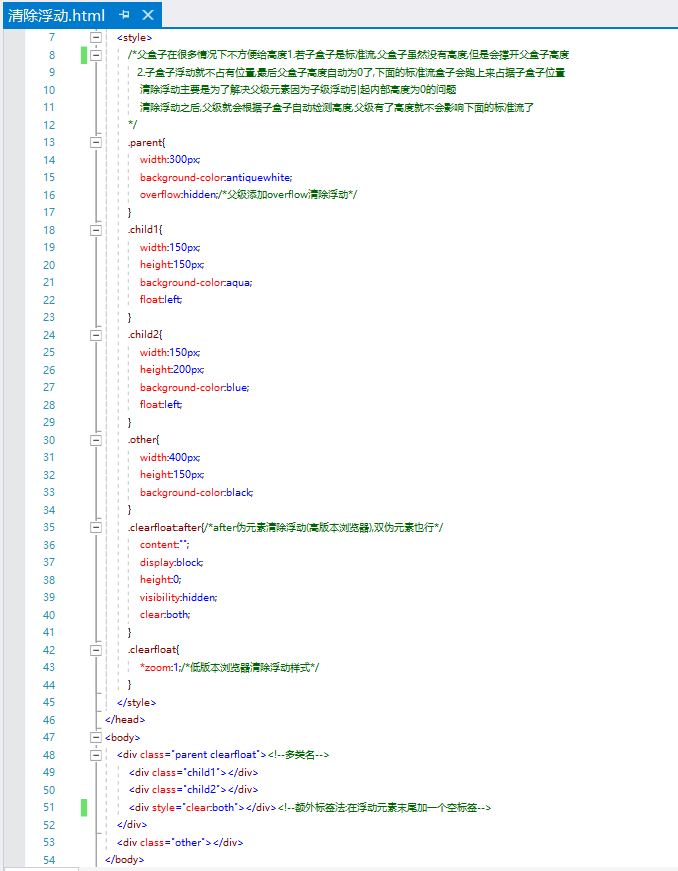 清除浮动.html
7 <style>
8 /*父盒子在很多情况下不方便给高度1.若子盒子是标准流,父盒子虽然没有高度,但是会撑开父盒子高度
9 2.子盒子浮动就不占有位置,最后父盒子高度自动为0了,下面的标准流盒子会跑上来占据子盒子位置
10 清除浮动主要是为了解决父级元素因为子级浮动引起内部高度为0的问题
11 清除浮动之后,父级就会根据子盒子自动检测高度,父级有了高度就不会影响下面的标准流了
12 */
13 .parent{
14 width:300px;
15 background-color:antiquewhite;
16 overflow:hidden;/*父级添加overflow清除浮动*/
17 }
18 .child1{
19 width:150px;
20 height:150px;
21 background-color:aqua;
22 float:left;
23 }
24 .child2{
25 width:150px;
26 height:200px;
27 background-color:blue;
28 float:left;
29 }
30 .other{
31 width:400px;
32 height:150px;
33 background-color:black;
34 }
35 .clearfloat:after{/*after伪元素清除浮动(高版本浏览器),双伪元素也行*/
36 content:"";
37 display:block;
38 height:0;
39 visibility:hidden;
40 clear:both;
41 }
42 .clearfloat{
43 *zoom:1;/*低版本浏览器清除浮动样式*/
44 }
45 </style>
46 </head>
47 <body>
48 <div class="parent clearfloat"><!--多类名-->
49 <div class="child1"></div>
50 <div class="child2"></div>
51 <div style="clear:both"></div><!--额外标签法:在浮动元素末尾加一个空标签-->
52 </div>
53 <div class="other"></div>
54 </body>